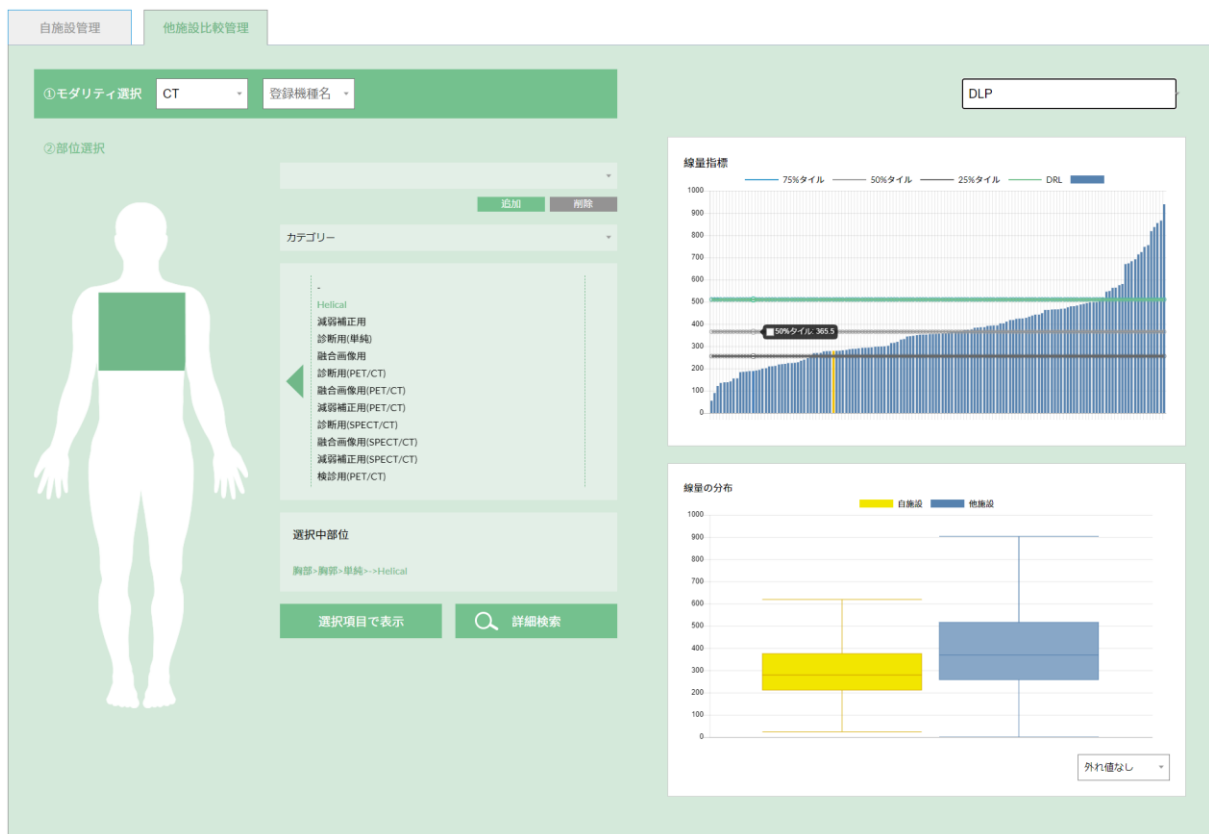 自施設管理
他施設比較管理
①モダリティ選択
CT
登録機種名
DLP
②部位選択
追加
削除
カテゴリー
-
Helical
減弱補正用
診断用(単純)
融合画像用
診断用(PET/CT)
融合画像用(PET/CT)
減弱補正用(PET/CT)
診断用(SPECT/CT)
融合画像用(SPECT/CT)
減弱補正用(SPECT/CT)
検診用(PET/CT)
選択中部位
胸部>胸郭>単純>->Helical
選択項目で表示
詳細検索
線量指標
75%タイル 50%タイル 25%タイル DRL
1000
900
800
700
600
500
400
300
200
100
0
50%タイル: 365.5
線量の分布
自施設 他施設
1000
900
800
700
600
500
400
300
200
100
0
外れ値なし